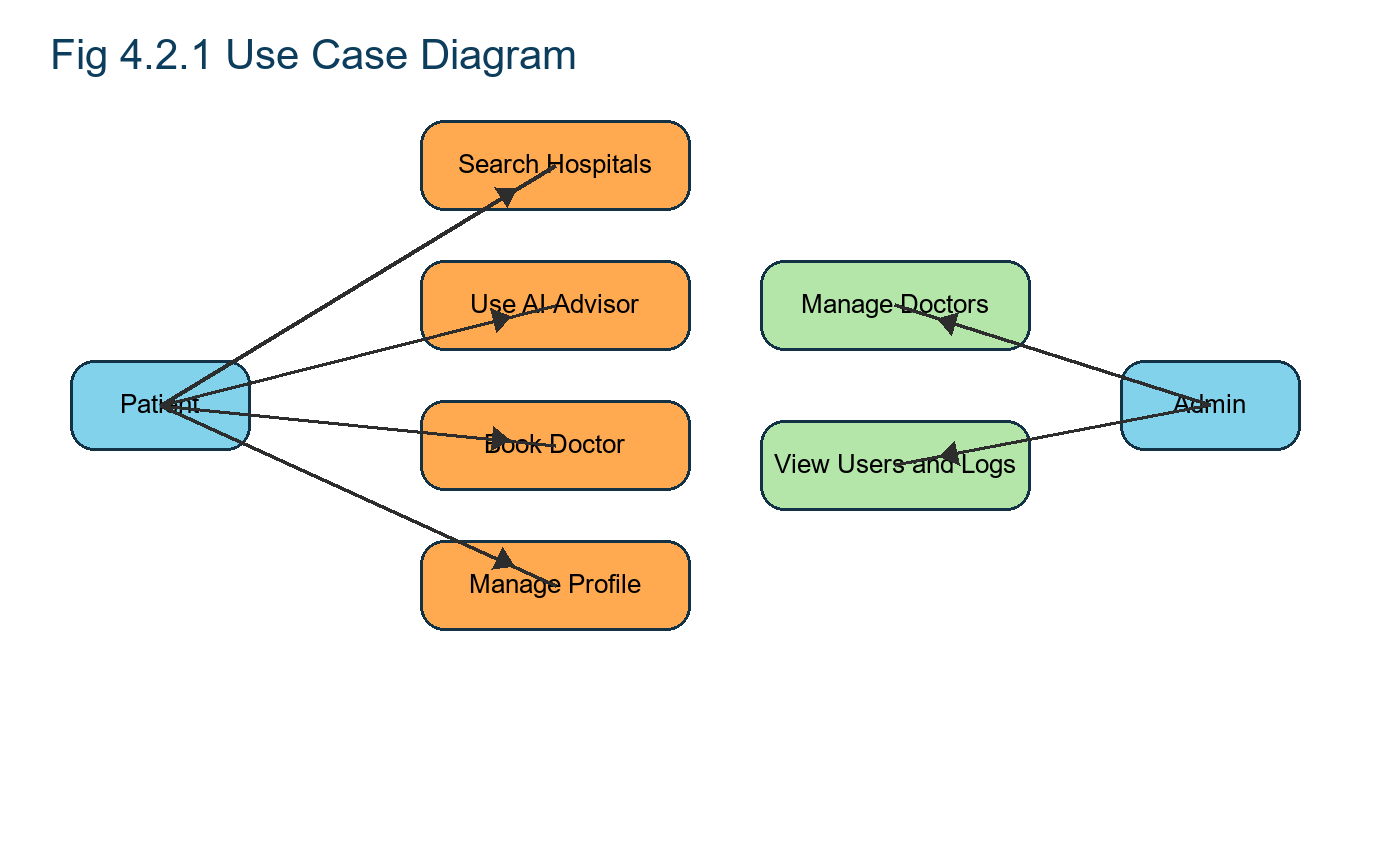 Fig 4.2.1 Use Case Diagram
Search Hospitals
Use AI Advisor
Manage Doctors
Patient
Admin
Book Doctor
View Users and Logs
Manage Profile